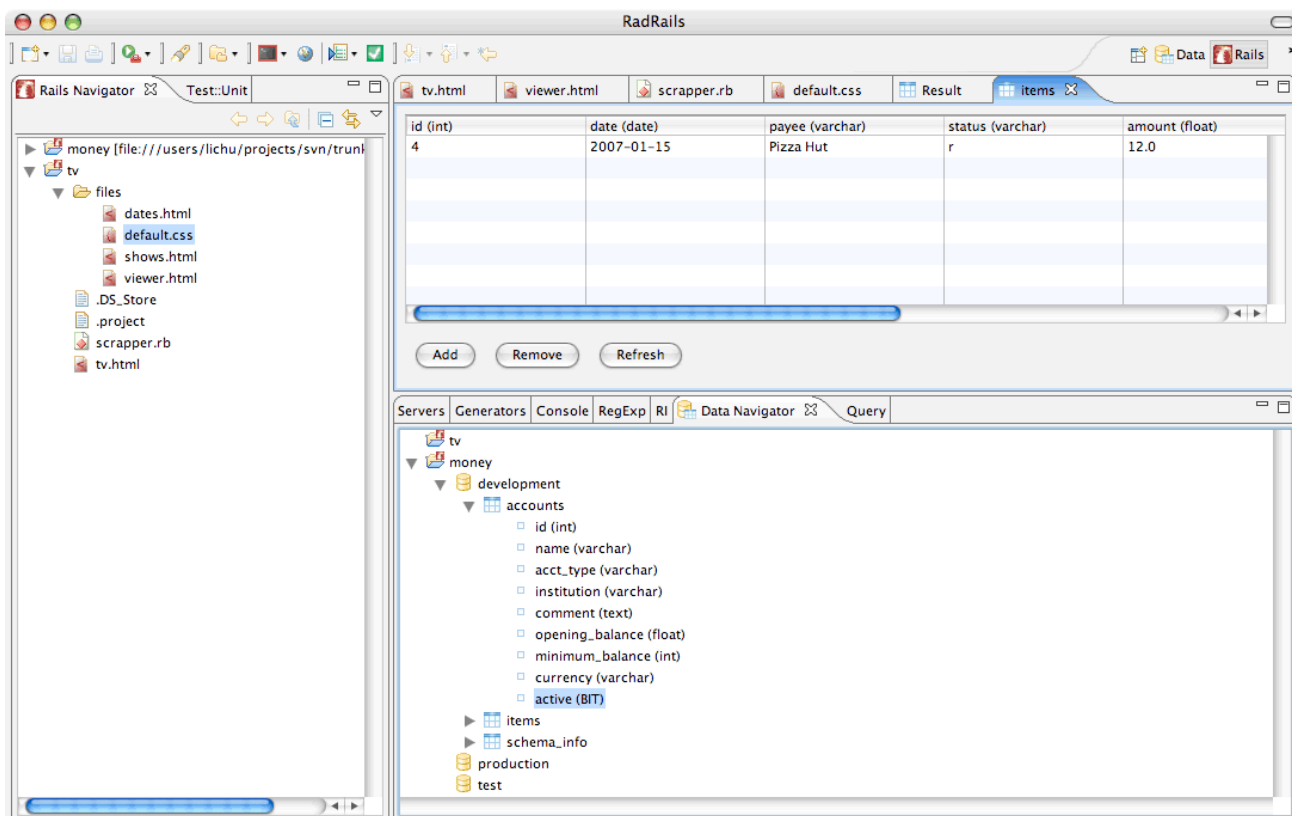 RadRails
Data Rails
Rails Navigator Test::Unit
money [file:///users/lichu/projects/svn/trunk
tv
files
dates.html
default.css
shows.html
viewer.html
.DS_Store
.project
scrapper.rb
tv.html
tv.html viewer.html scrapper.rb default.css Result items
id (int) date (date) payee (varchar) status (varchar) amount (float)
4 2007-01-15 Pizza Hut r 12.0
Add Remove Refresh
Servers Generators Console RegExp RI Data Navigator Query
tv
money
development
accounts
id (int)
name (varchar)
acct_type (varchar)
institution (varchar)
comment (text)
opening_balance (float)
minimum_balance (int)
currency (varchar)
active (BIT)
items
schema_info
production
test